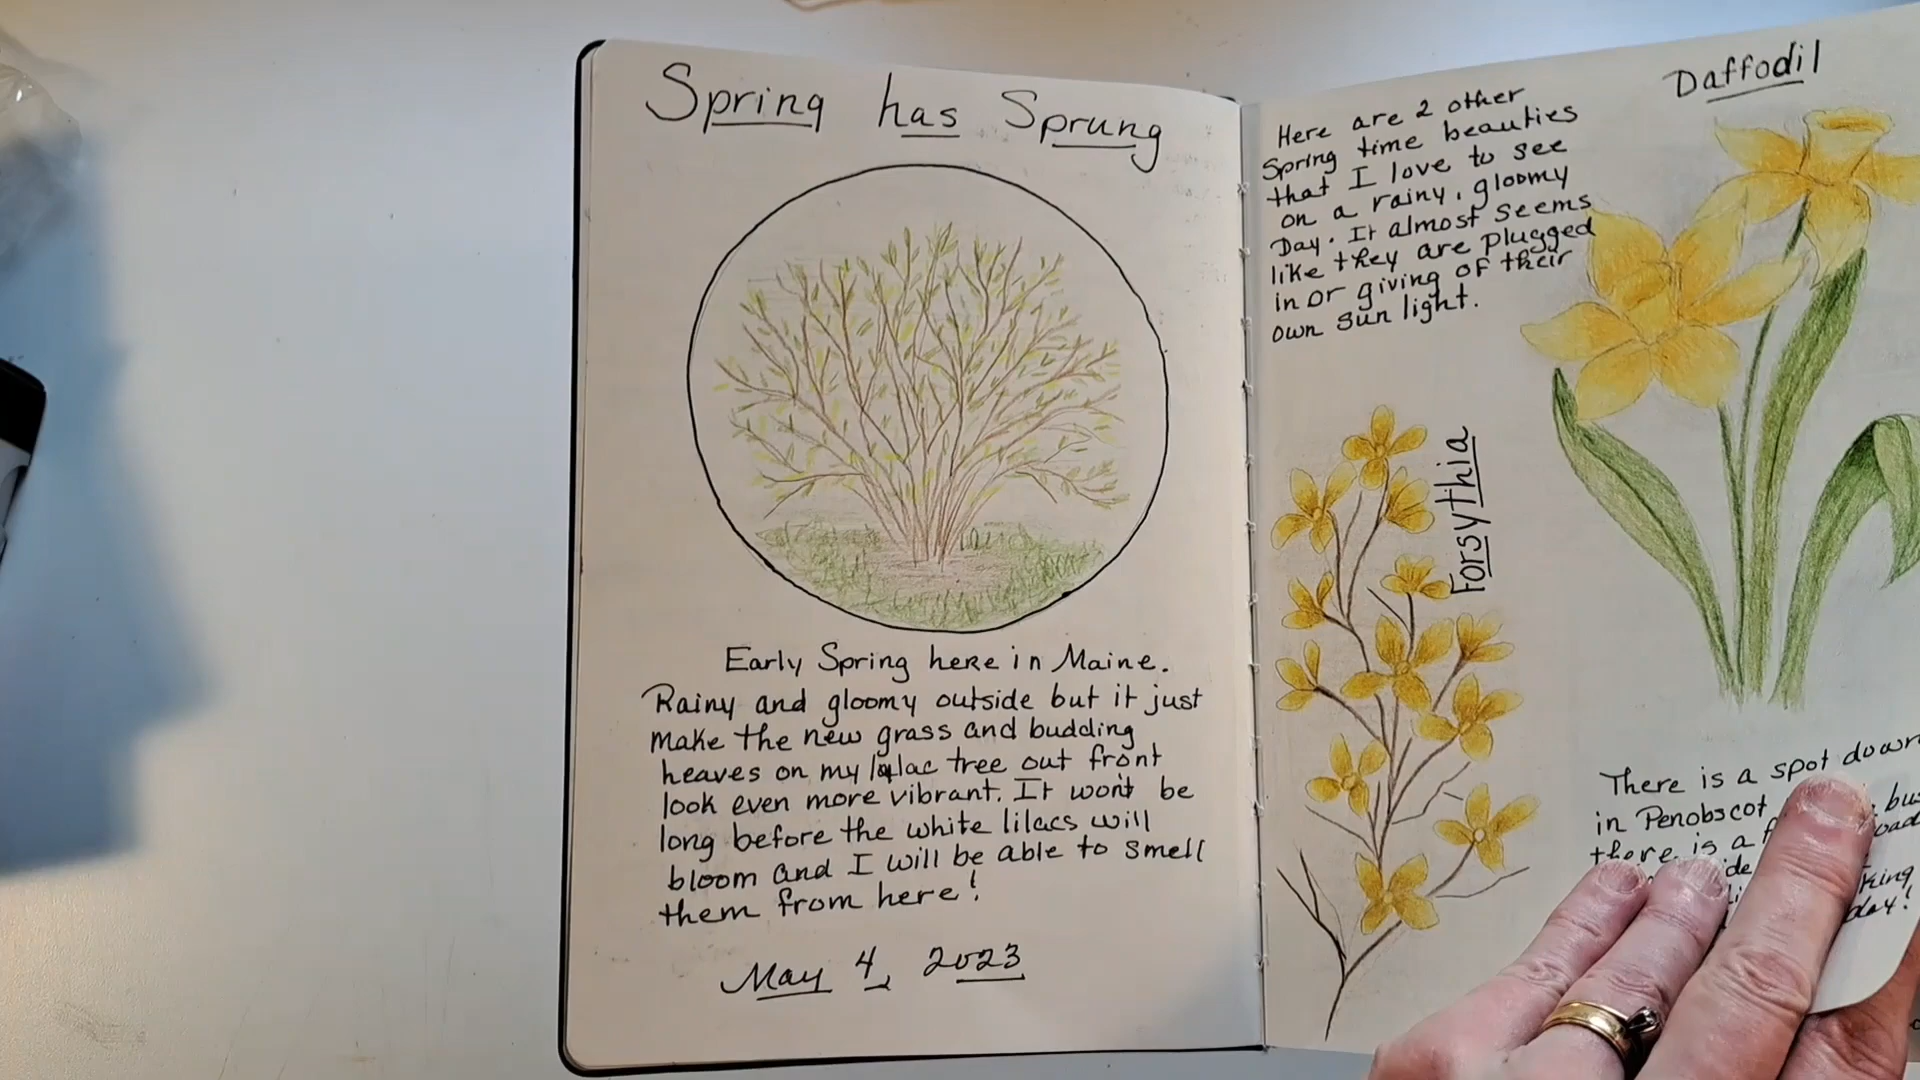 Spring has Sprung
Early Spring here in Maine.
Rainy and gloomy outside but it just
make the new grass and budding
heaves on my lilac tree out front
look even more vibrant. It won't be
long before the white lilacs will
bloom and I will be able to smell
them from here!
May 4, 2023
Here are 2 other
Spring time beauties
that I love to see
on a rainy, gloomy
Day. It almost seems
like they are plugged
in or giving of their
own sun light.
Daffodil
Forsythia
There is a spot down
in Penobscot
there is a
day!